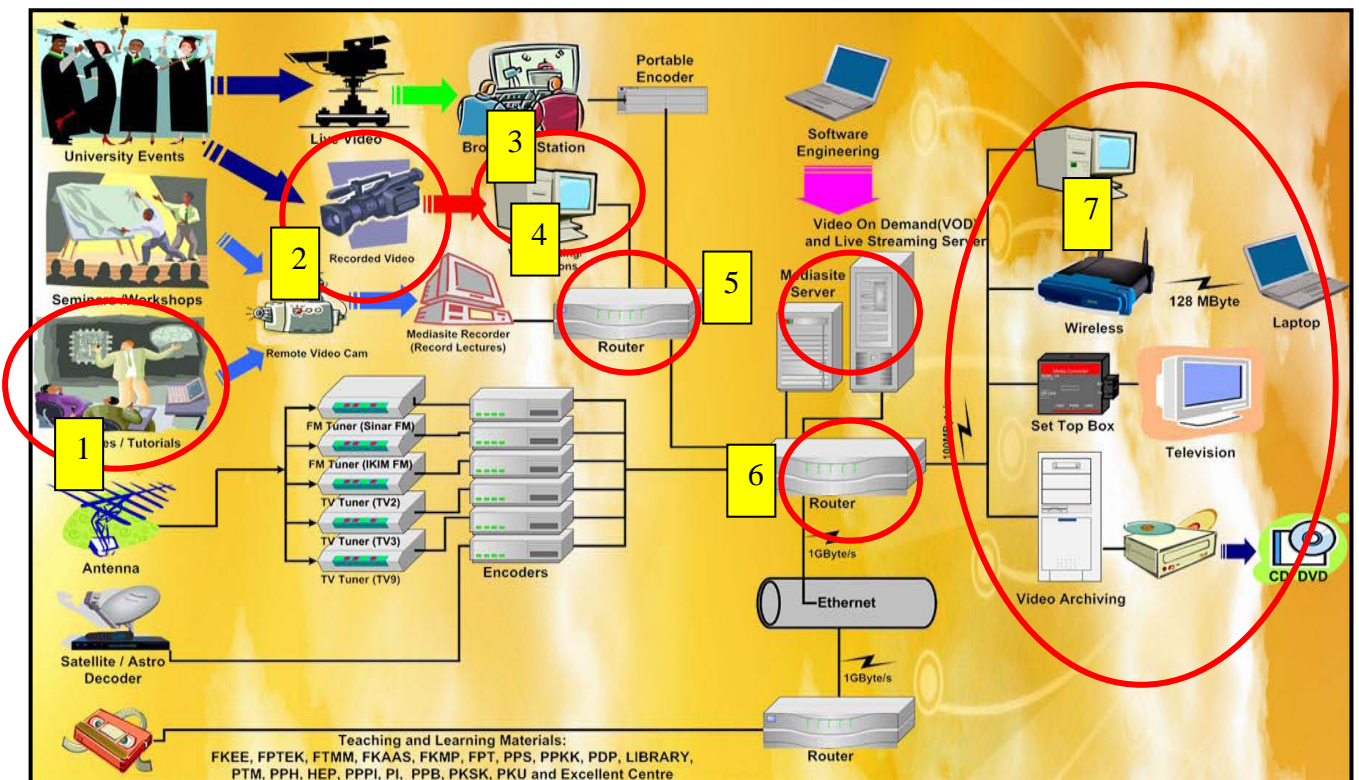 University Events
Live Video
Station
Portable
Encoder
Software
Engineering
3
4
2
Recorded Video
Video On Demand(VOD)
and Live Streaming Server
7
Seminars /Workshops
Remote Video Cam
Mediasite Recorder
(Record Lectures)
Router
5
Mediasite
Server
Wireless
128 MByte
Laptop
1
/ Tutorials
FM Tuner (Sinar FM)
FM Tuner (IKIM FM)
TV Tuner (TV2)
TV Tuner (TV3)
TV Tuner (TV9)
Encoders
6
Router
Set Top Box
Television
Antenna
1GByte/s
Ethernet
Video Archiving
CD/DVD
Satellite / Astro
Decoder
1GByte/s
Router
Teaching and Learning Materials:
FKEE, FPTEK, FTMM, FKAAS, FKMP, FPT, PPS, PPKK, PDP, LIBRARY,
PTM, PPH, HEP, PPPI, PI, PPB, PKSK, PKU and Excellent Centre